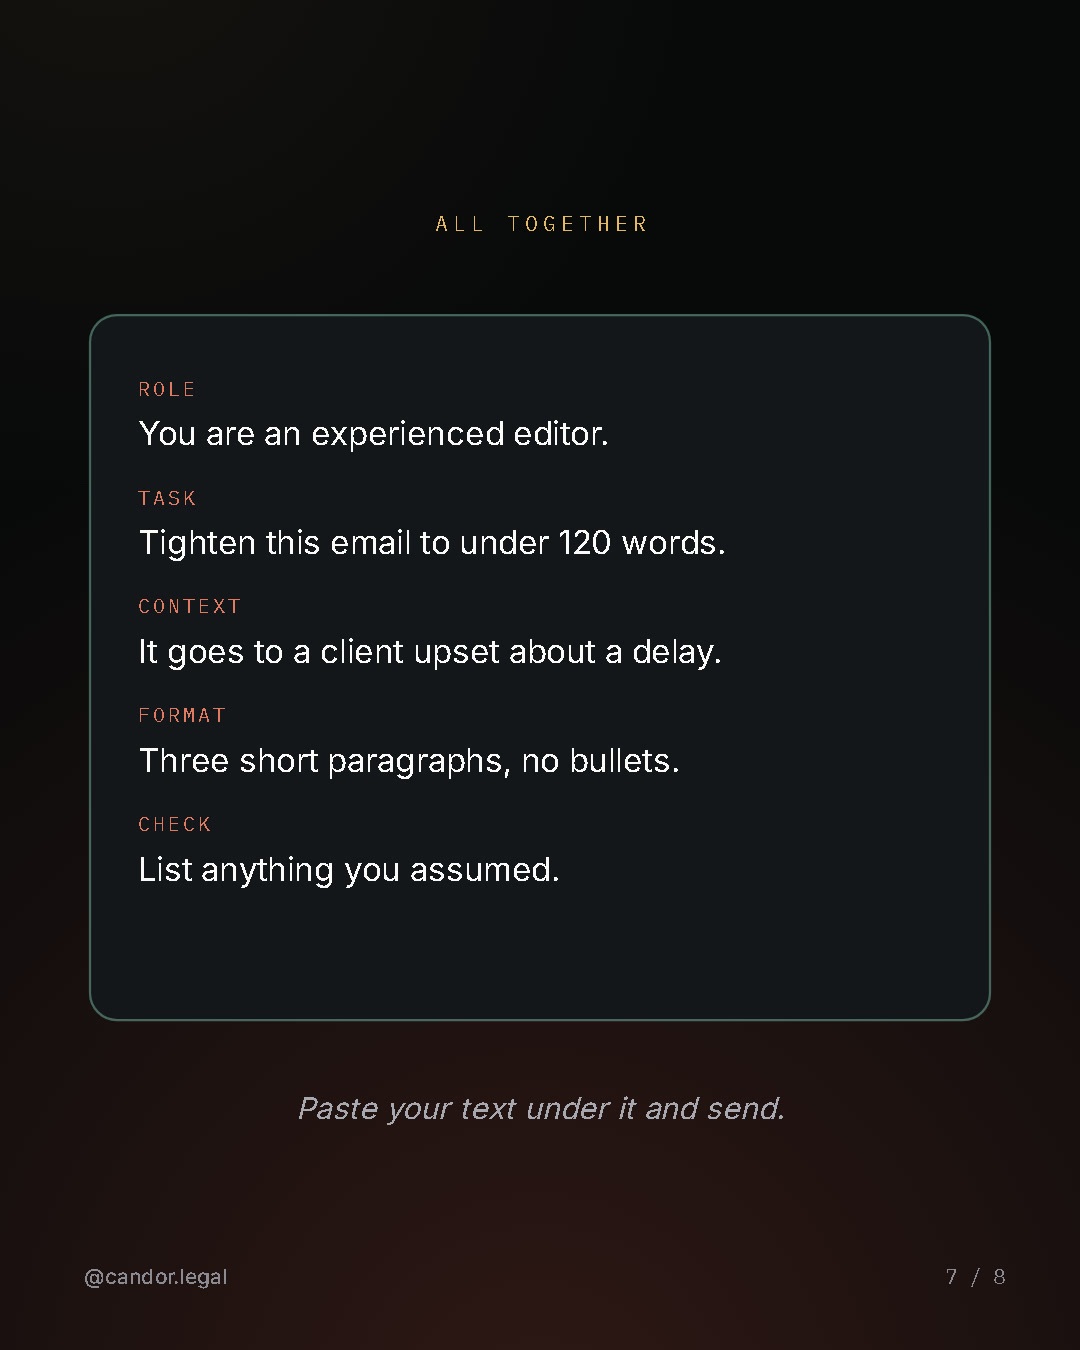 ALL TOGETHER
ROLE
You are an experienced editor.
TASK
Tighten this email to under 120 words.
CONTEXT
It goes to a client upset about a delay.
FORMAT
Three short paragraphs, no bullets.
CHECK
List anything you assumed.
Paste your text under it and send.
@candor.legal
7 / 8